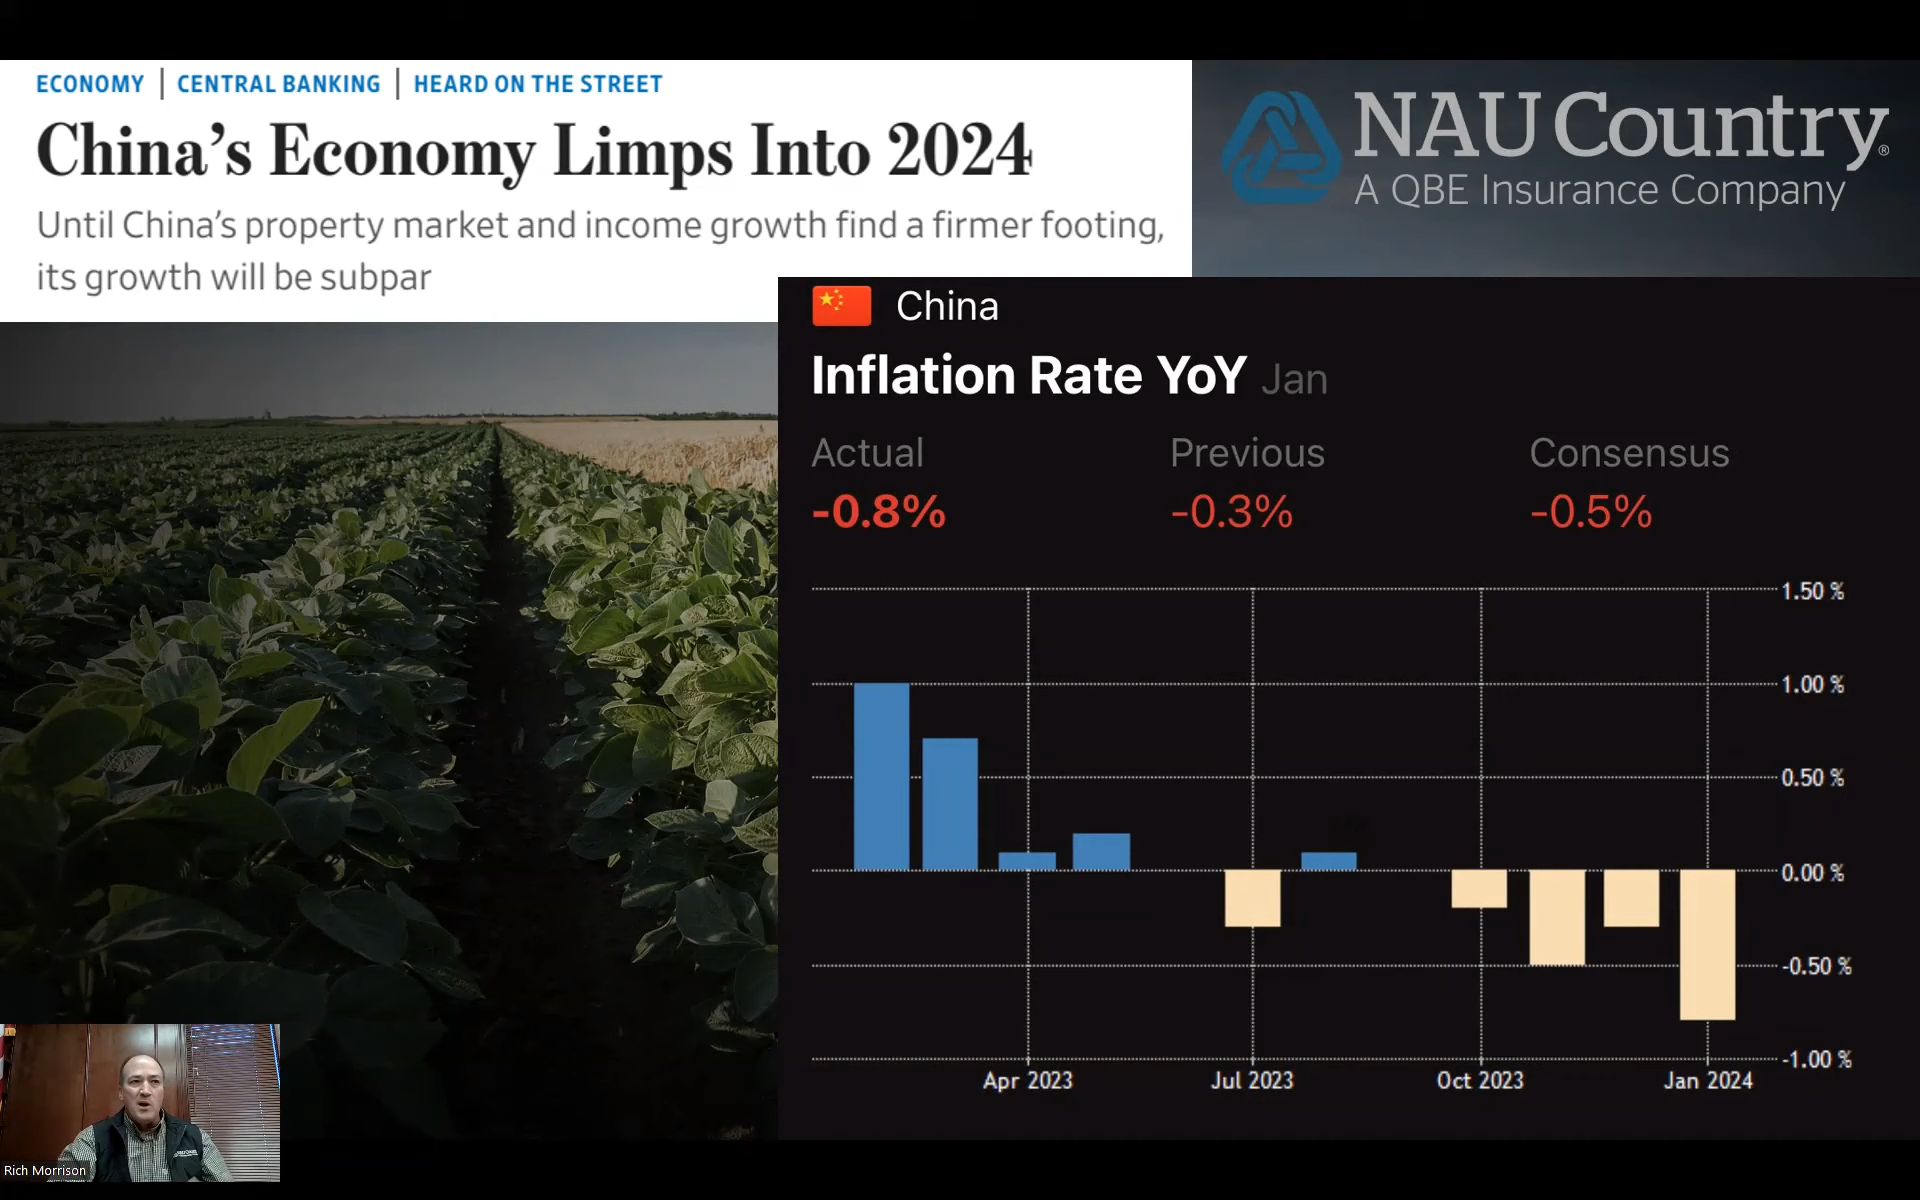 ECONOMY | CENTRAL BANKING | HEARD ON THE STREET
China's Economy Limps Into 2024
Until China's property market and income growth find a firmer footing,
its growth will be subpar
NAU Country®
A QBE Insurance Company
China
Inflation Rate YoY Jan
Actual Previous Consensus
-0.8% -0.3% -0.5%
1.50 %
1.00 %
0.50 %
0.00 %
-0.50 %
-1.00 %
Apr 2023 Jul 2023 Oct 2023 Jan 2024
Rich Morrison